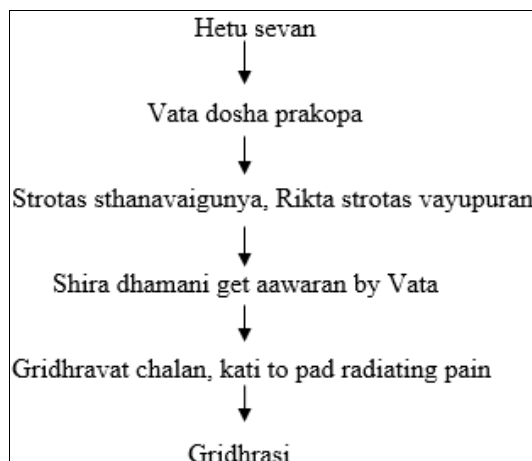 Hetu sevan
Vata dosha prakopa
Strotas sthanavaigunya, Rikta strotas vayupuran
Shira dhamani get aawaran by Vata
Gridhravat chalan, kati to pad radiating pain
Gridhrasi